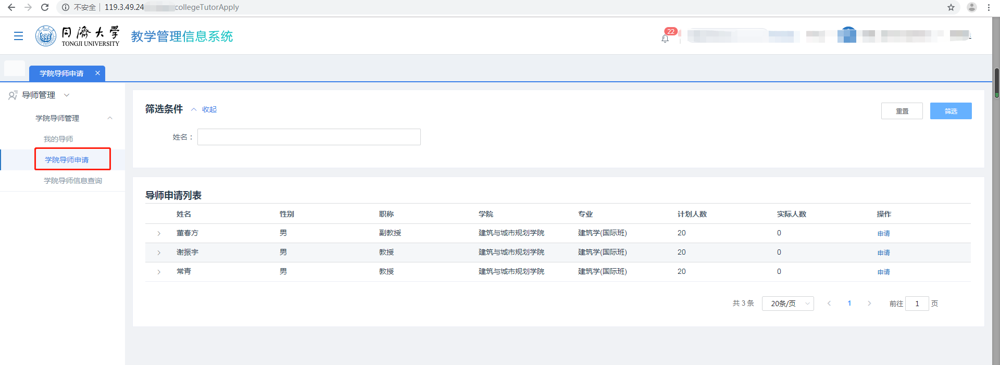 不安全 119.3.49.24 collegeTutorApply
同濟大學 TONGJI UNIVERSITY 教学管理信息系统 22
学院导师申请 ×
导师管理
学院导师管理
我的导师
学院导师申请
学院导师信息查询
筛选条件 收起 重置 筛选
姓名：
导师申请列表
姓名 性别 职称 学院 专业 计划人数 实际人数 操作
董春方 男 副教授 建筑与城市规划学院 建筑学(国际班) 20 0 申请
谢振宇 男 教授 建筑与城市规划学院 建筑学(国际班) 20 0 申请
常青 男 教授 建筑与城市规划学院 建筑学(国际班) 20 0 申请
共 3 条 20条/页 1 前往 1 页